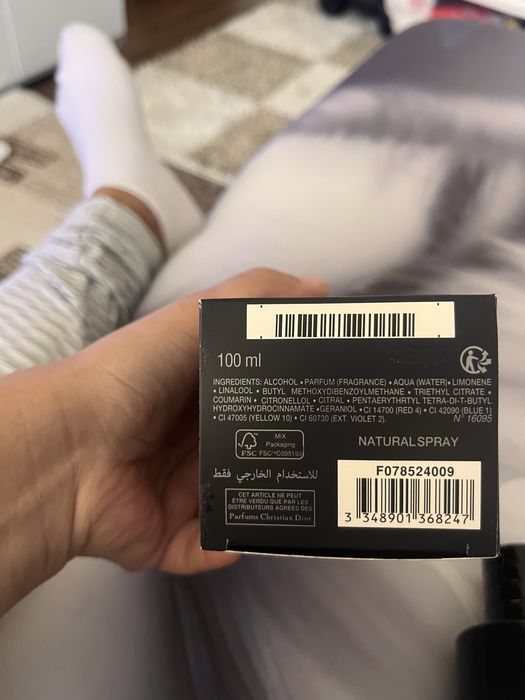 100 ml
INGREDIENTS: ALCOHOL • PARFUM (FRAGRANCE) • AQUA (WATER) • LIMONENE
• LINALOOL • BUTYL METHOXYDIBENZOYLMETHANE • TRIETHYL CITRATE •
COUMARIN • CITRONELLOL • CITRAL • PENTAERYTHRITYL TETRA-DI-T-BUTYL
HYDROXYHYDROCINNAMATE • GERANIOL • CI 14700 (RED 4) • CI 42090 (BLUE 1)
• CI 47005 (YELLOW 10) • CI 60730 (EXT. VIOLET 2). N° 16095
FSC
MIX
Packaging
FSC™ C095159
NATURAL SPRAY
للاستخدام الخارجي فقط
CET ARTICLE NE PEUT
ÊTRE VENDU QUE PAR LES
DISTRIBUTEURS AGRÉÉS DES
Parfums Christian Dior
F078524009
3 348901 368247